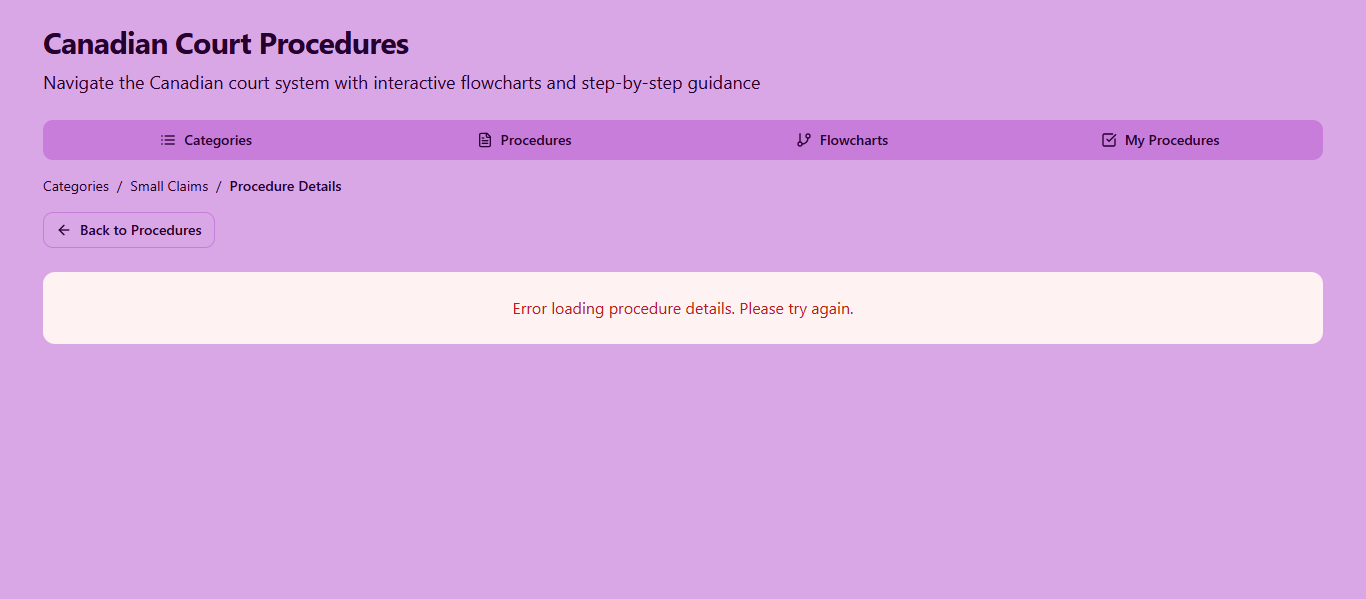 Canadian Court Procedures
Navigate the Canadian court system with interactive flowcharts and step-by-step guidance
Categories Procedures Flowcharts My Procedures
Categories / Small Claims / Procedure Details
Back to Procedures
Error loading procedure details. Please try again.